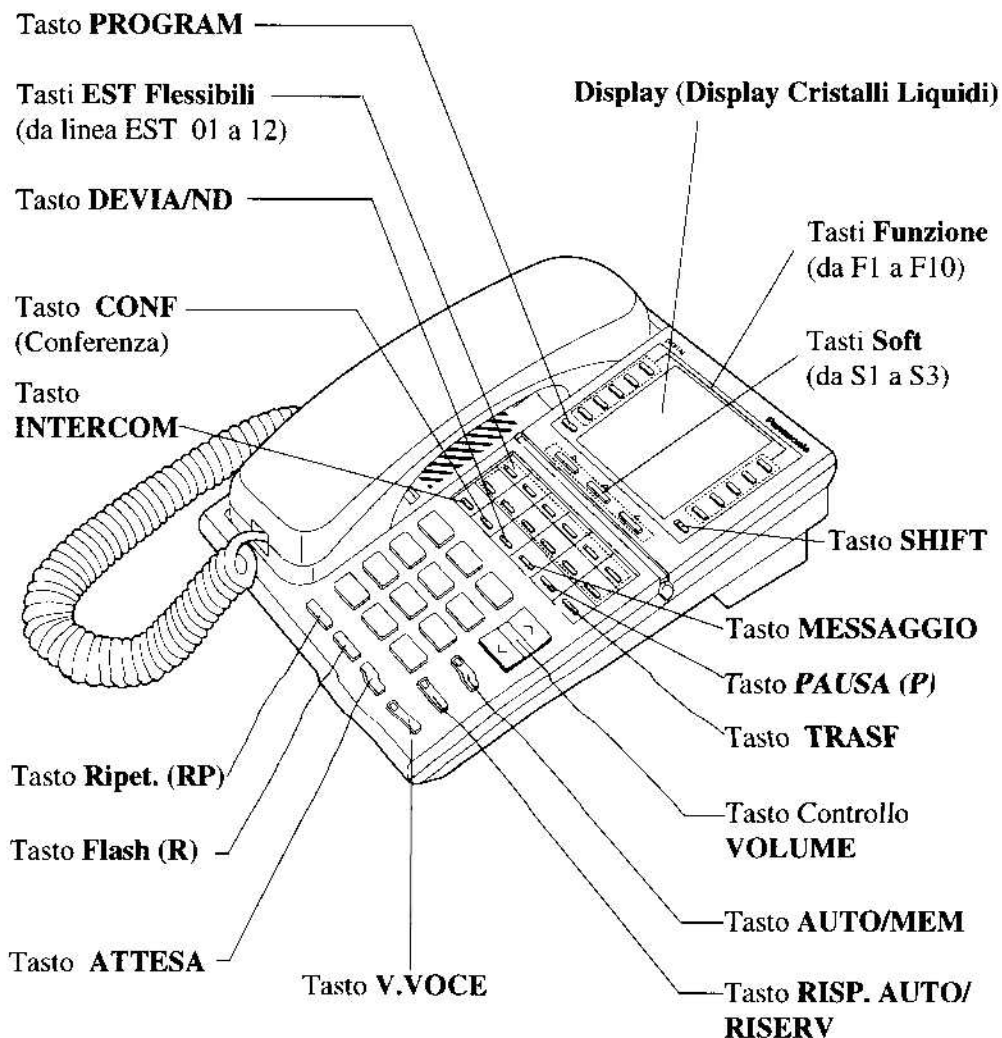 Tasto PROGRAM
Tasti EST Flessibili
(da linea EST 01 a 12)
Display (Display Cristalli Liquidi)
Tasto DEVIA/ND
Tasti Funzione
(da F1 a F10)
Tasto CONF
(Conferenza)
Tasti Soft
(da S1 a S3)
Tasto
INTERCOM
Panasonic
Tasto SHIFT
Tasto MESSAGGIO
Tasto PAUSA (P)
Tasto TRASF
Tasto Ripet. (RP)
Tasto Controllo
VOLUME
Tasto Flash (R)
Tasto AUTO/MEM
Tasto ATTESA
Tasto V.VOCE
Tasto RISP. AUTO/
RISERV